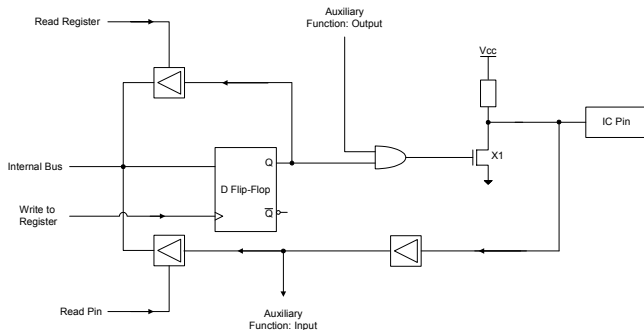 Read Register
Auxiliary
Function: Output
Vcc
IC Pin
X1
Internal Bus
Q
D Flip-Flop
Q̅
Write to
Register
Read Pin
Auxiliary
Function: Input